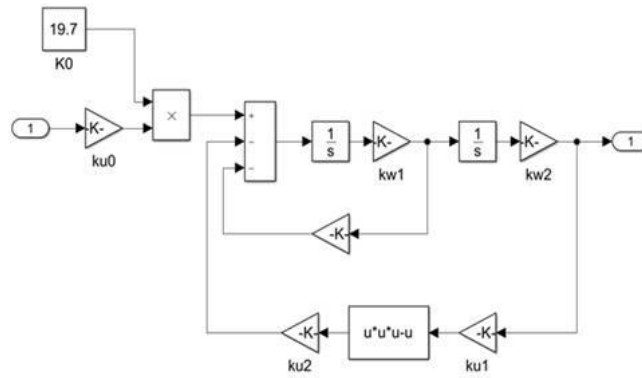 19.7
K0
1
-K-
ku0
×
+
−
−
1
s
-K-
kw1
1
s
-K-
kw2
1
-K-
-K-
ku2
u*u*u-u
-K-
ku1